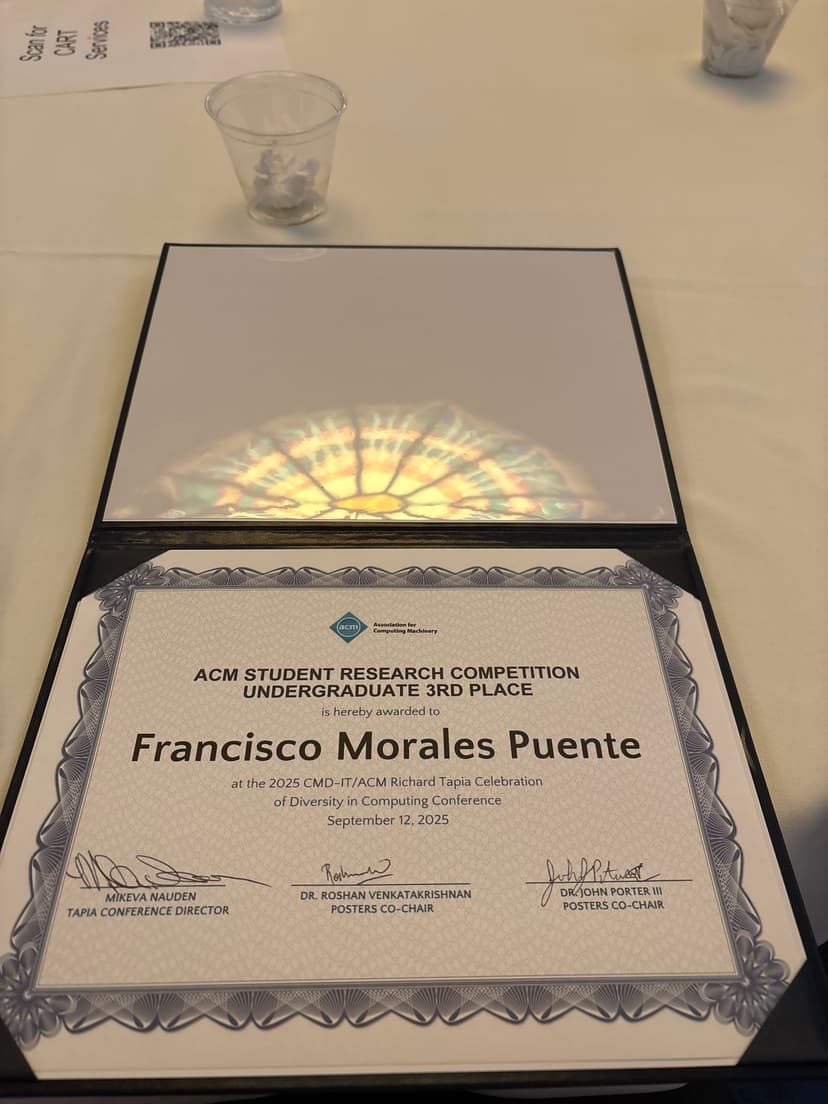 Scan for
CART
Services
acm
Association for
Computing Machinery
ACM STUDENT RESEARCH COMPETITION
UNDERGRADUATE 3RD PLACE
is hereby awarded to
Francisco Morales Puente
at the 2025 CMD-IT/ACM Richard Tapia Celebration
of Diversity in Computing Conference
September 12, 2025
MIKEVA NAUDEN
TAPIA CONFERENCE DIRECTOR
DR. ROSHAN VENKATAKRISHNAN
POSTERS CO-CHAIR
DR. JOHN PORTER III
POSTERS CO-CHAIR